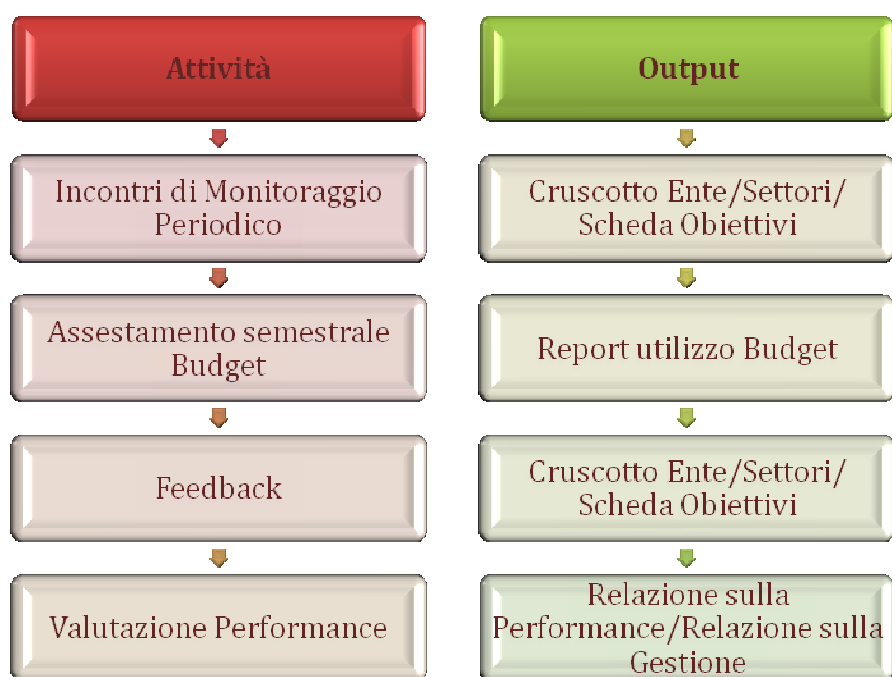 Attività
Output
Incontri di Monitoraggio
Periodico
Cruscotto Ente/Settori/
Scheda Obiettivi
Assestamento semestrale
Budget
Report utilizzo Budget
Feedback
Cruscotto Ente/Settori/
Scheda Obiettivi
Valutazione Performance
Relazione sulla
Performance/Relazione sulla
Gestione